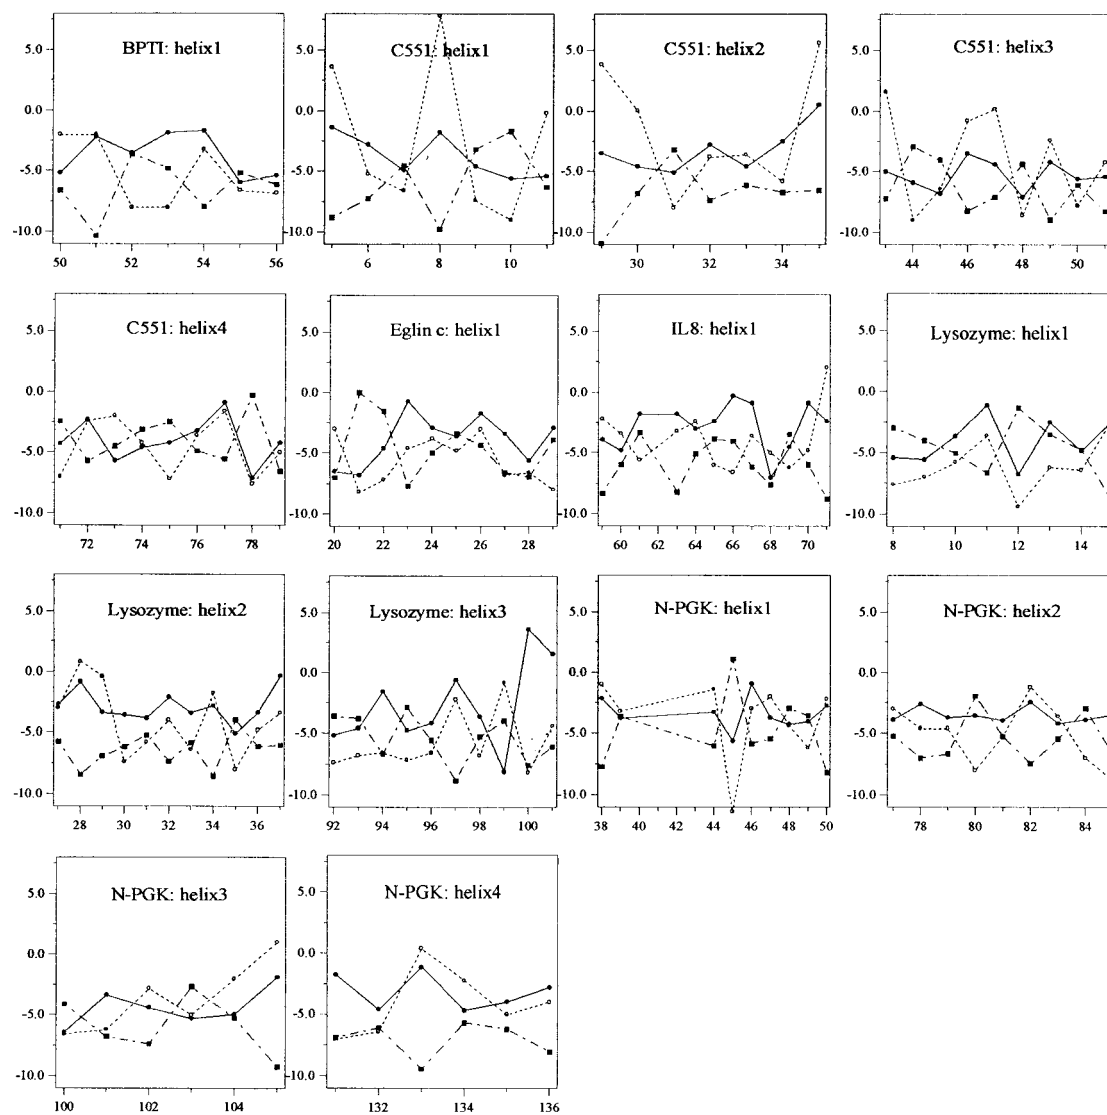 BPTI: helix1
5.0
0.0
-5.0
-10.0
50 52 54 56
C551: helix1
6 8 10
C551: helix2
5.0
0.0
-5.0
-10.0
30 32 34
C551: helix3
5.0
0.0
-5.0
-10.0
44 46 48 50
C551: helix4
5.0
0.0
-5.0
-10.0
72 74 76 78
Eglin c: helix1
5.0
0.0
-5.0
-10.0
20 22 24 26 28
IL8: helix1
5.0
0.0
-5.0
-10.0
60 62 64 66 68 70
Lysozyme: helix1
5.0
0.0
-5.0
-10.0
8 10 12 14
Lysozyme: helix2
5.0
0.0
-5.0
-10.0
28 30 32 34 36
Lysozyme: helix3
5.0
0.0
-5.0
-10.0
92 94 96 98 100
N-PGK: helix1
5.0
0.0
-5.0
-10.0
38 40 42 44 46 48 50
N-PGK: helix2
5.0
0.0
-5.0
-10.0
78 80 82 84
N-PGK: helix3
5.0
0.0
-5.0
-10.0
100 102 104
N-PGK: helix4
5.0
0.0
-5.0
-10.0
132 134 136